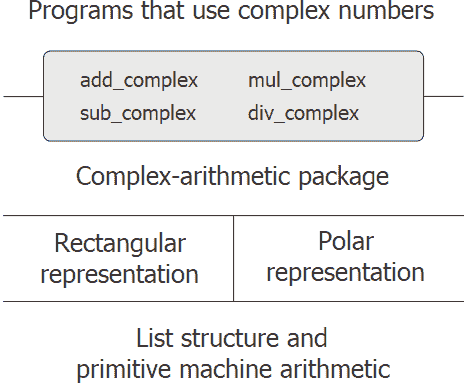 Programs that use complex numbers
add_complex mul_complex
sub_complex div_complex
Complex-arithmetic package
Rectangular representation
Polar representation
List structure and
primitive machine arithmetic